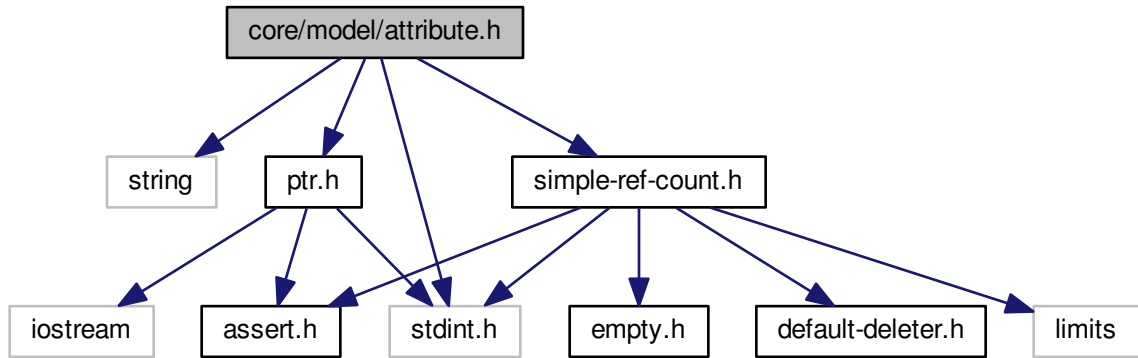 core/model/attribute.h
string
ptr.h
simple-ref-count.h
iostream
assert.h
stdint.h
empty.h
default-deleter.h
limits